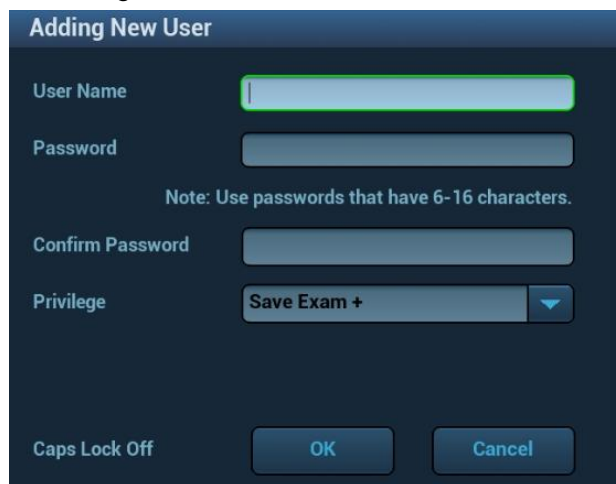 Adding New User
User Name
Password
Note: Use passwords that have 6-16 characters.
Confirm Password
Privilege Save Exam +
Caps Lock Off OK Cancel